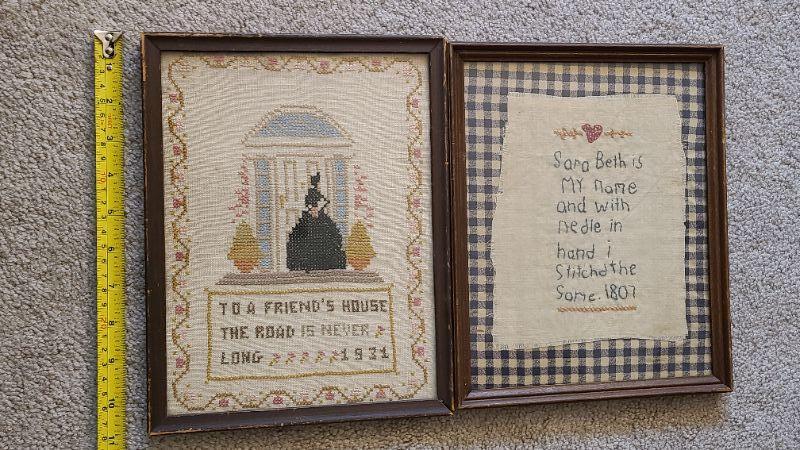 TO A FRIEND'S HOUSE
THE ROAD IS NEVER
LONG 1931
Sara Beth is
MY name
and with
nedle in
hand i
Stitchd the
Same. 1807